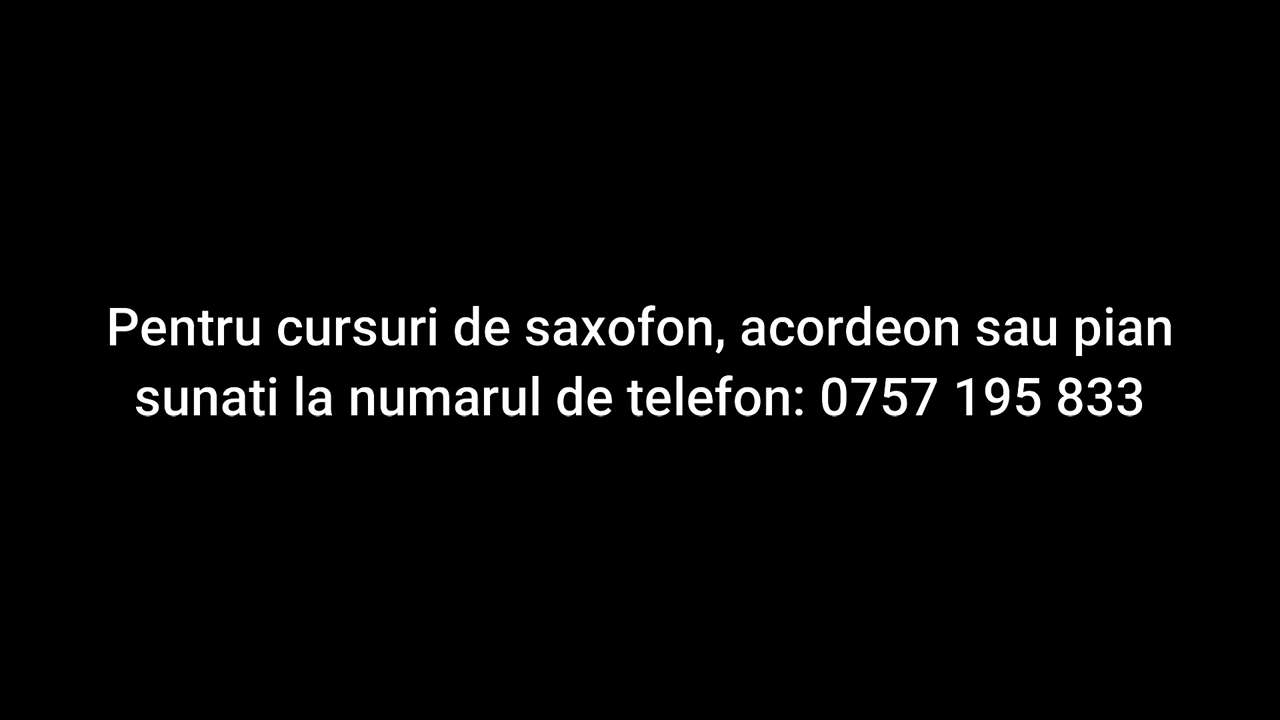 Pentru cursuri de saxofon, acordeon sau pian
sunati la numarul de telefon: 0757 195 833